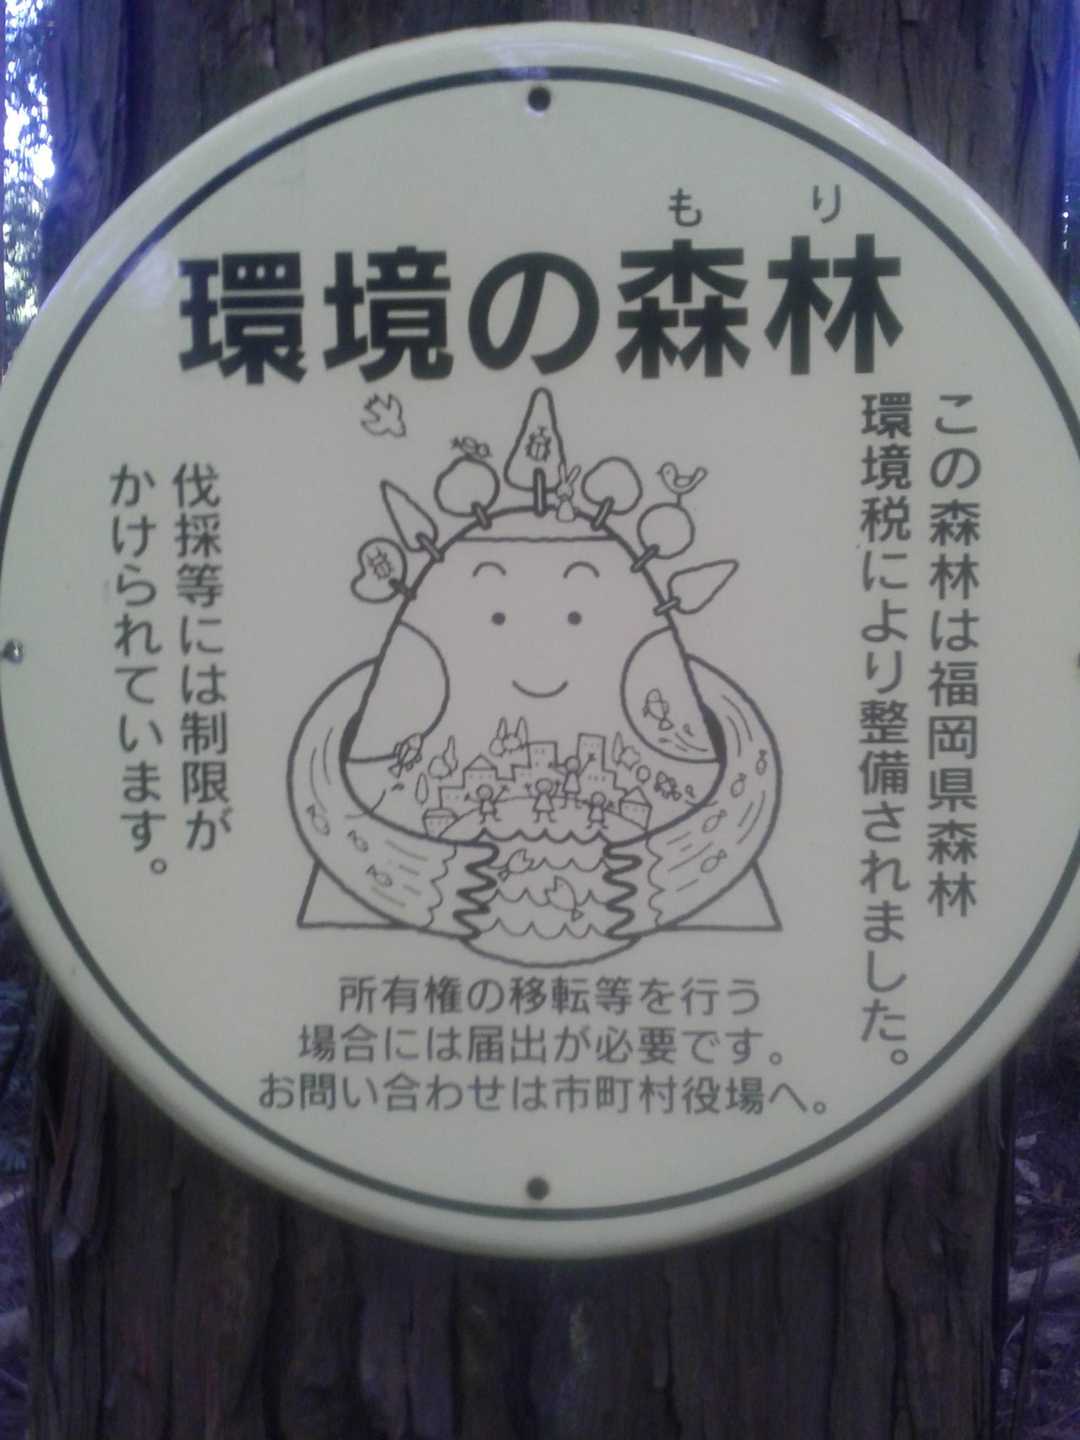 もり
環境の森林
この森林は福岡県森林
環境税により整備されました。
伐採等には制限が
かけられています。
所有権の移転等を行う
場合には届出が必要です。
お問い合わせは市町村役場へ。